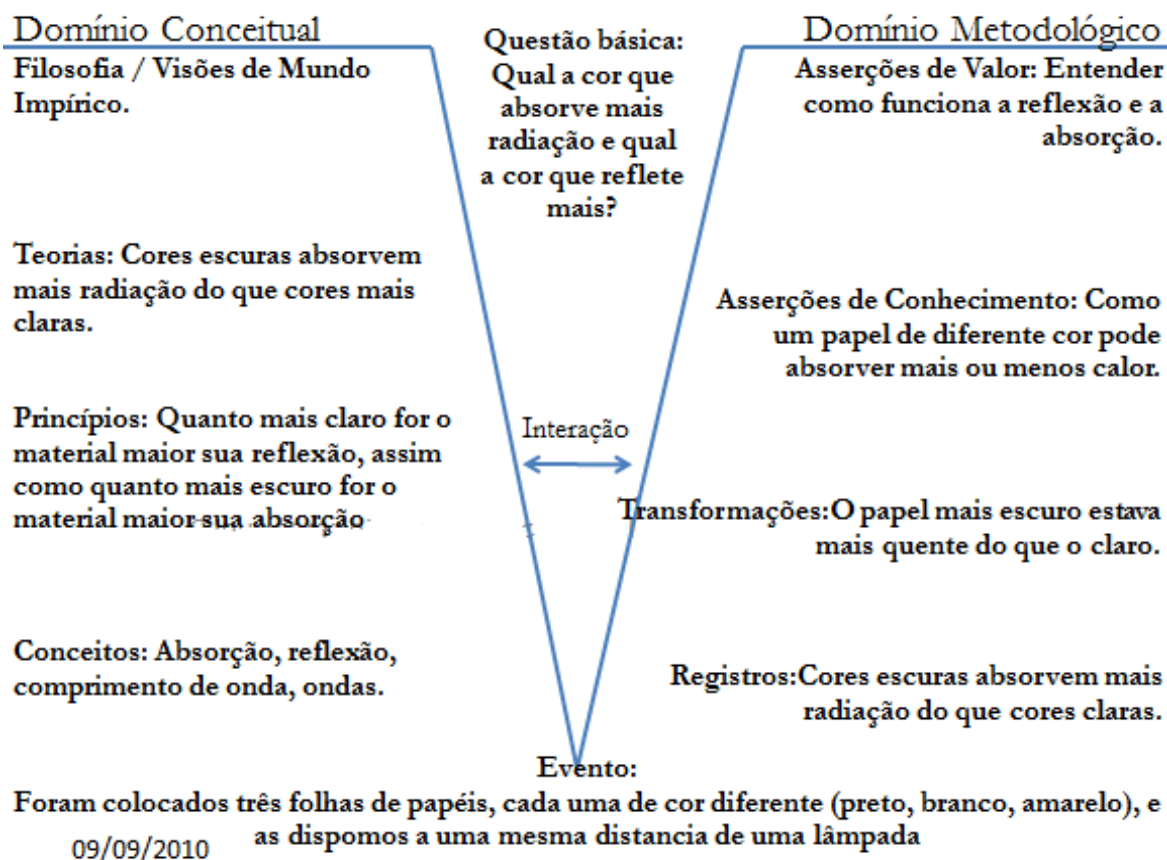 Domínio Conceitual
Filosofia / Visões de Mundo
Impírico.
Teorias: Cores escuras absorvem
mais radiação do que cores mais
claras.
Princípios: Quanto mais claro for o
material maior sua reflexão, assim
como quanto mais escuro for o
material maior sua absorção
Conceitos: Absorção, reflexão,
comprimento de onda, ondas.
Questão básica:
Qual a cor que
absorve mais
radiação e qual
a cor que reflete
mais?
Interação
Domínio Metodológico
Asserções de Valor: Entender
como funciona a reflexão e a
absorção.
Asserções de Conhecimento: Como
um papel de diferente cor pode
absorver mais ou menos calor.
Transformações:O papel mais escuro estava
mais quente do que o claro.
Registros:Cores escuras absorvem mais
radiação do que cores claras.
Evento:
Foram colocados três folhas de papéis, cada uma de cor diferente (preto, branco, amarelo), e
as dispomos a uma mesma distancia de uma lâmpada
09/09/2010